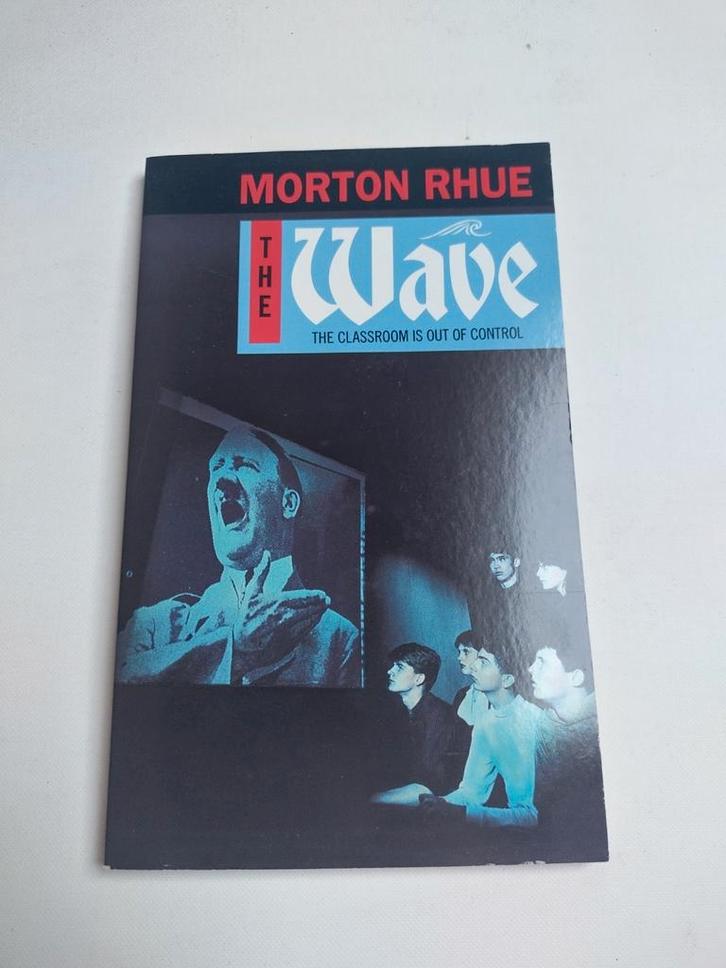 MORTON RHUE
THE
Wave
THE CLASSROOM IS OUT OF CONTROL